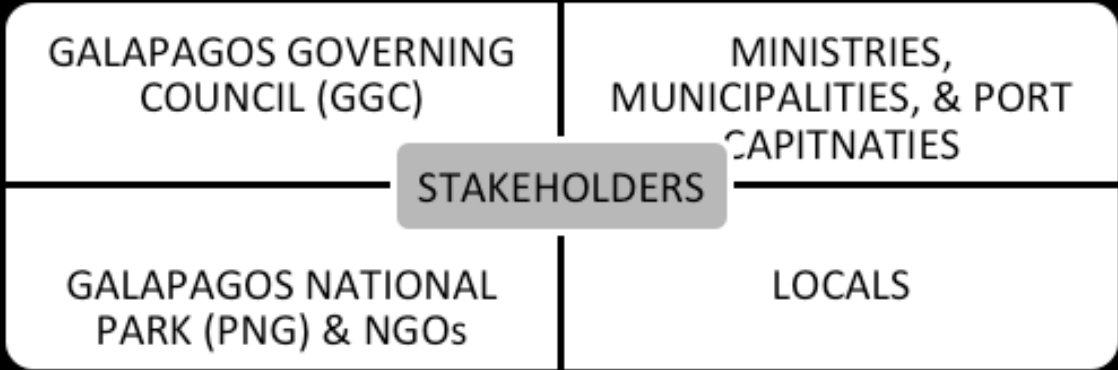 GALAPAGOS GOVERNING
COUNCIL (GGC)
MINISTRIES,
MUNICIPALITIES, & PORT
CAPITNATIES
STAKEHOLDERS
GALAPAGOS NATIONAL
PARK (PNG) & NGOs
LOCALS